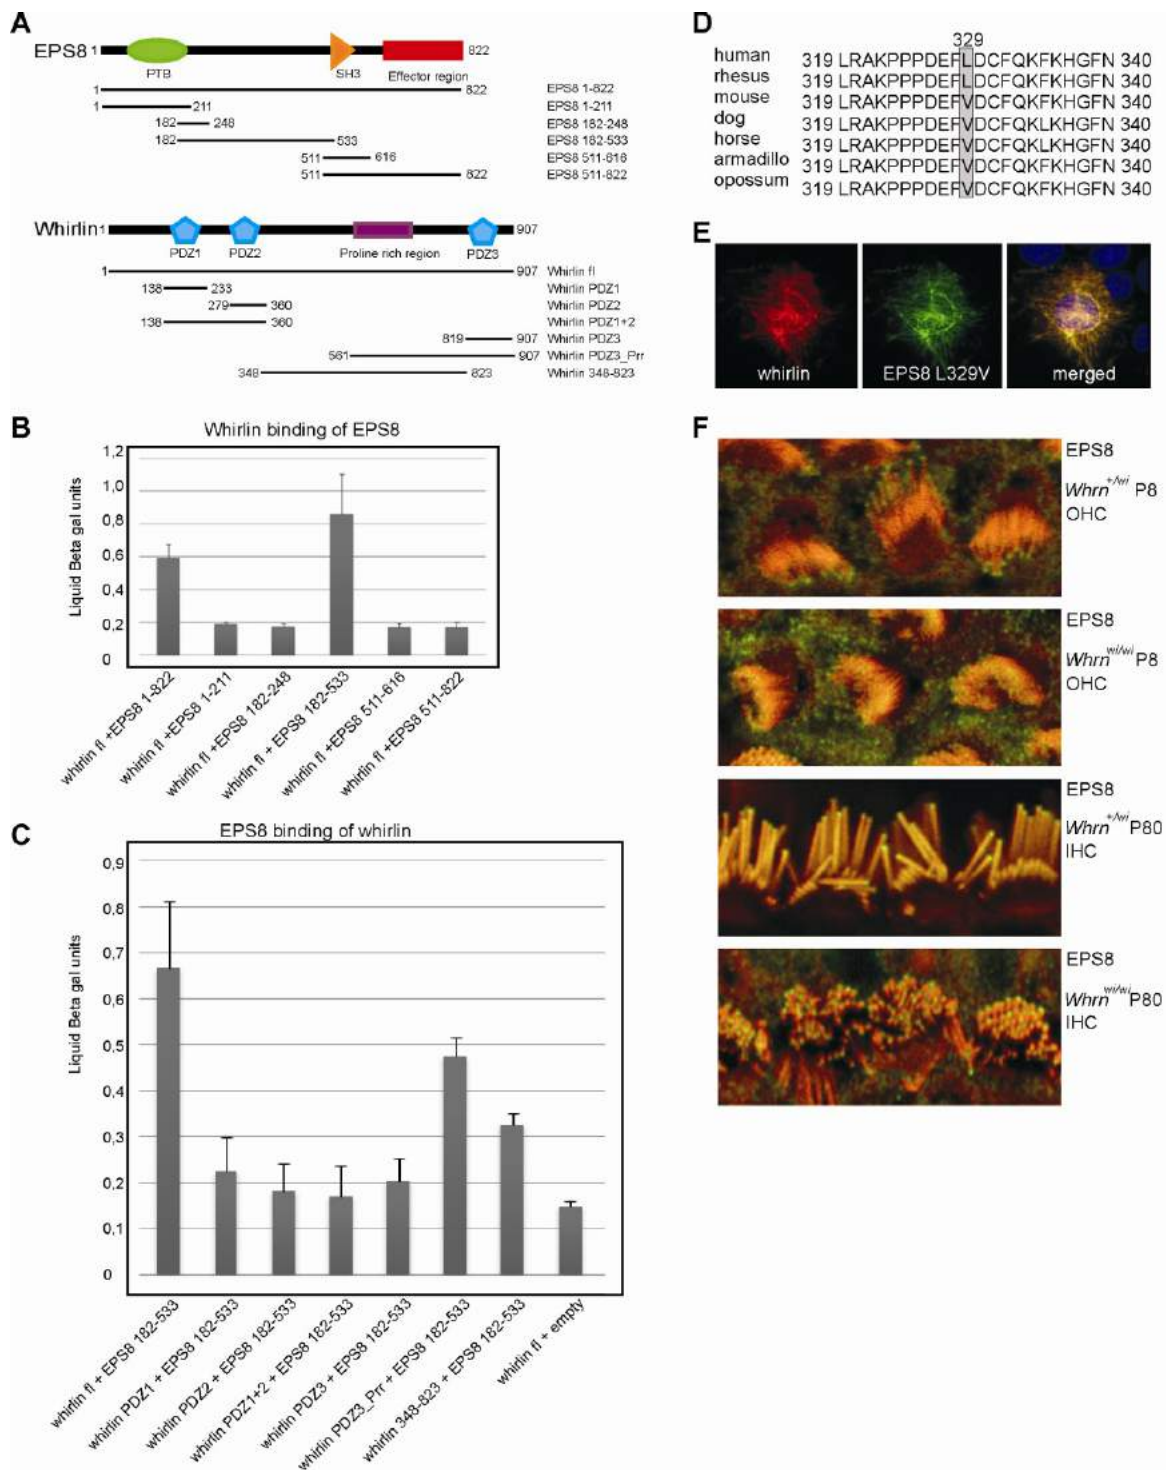 A
EPS8 1 822
PTB SH3 Effector region
1 822 EPS8 1-822
1 211 EPS8 1-211
182 248 EPS8 182-248
182 533 EPS8 182-533
511 616 EPS8 511-616
511 822 EPS8 511-822
Whirlin 1 907
PDZ1 PDZ2 Proline rich region PDZ3
1 907 Whirlin fl
138 233 Whirlin PDZ1
279 360 Whirlin PDZ2
138 360 Whirlin PDZ1+2
819 907 Whirlin PDZ3
561 907 Whirlin PDZ3_Prr
348 823 Whirlin 348-823
B
Whirlin binding of EPS8
Liquid Beta gal units
1,2
1,0
0,8
0,6
0,4
0,2
0
whirlin fl +EPS8 1-822
whirlin fl +EPS8 1-211
whirlin fl +EPS8 182-248
whirlin fl + EPS8 182-533
whirlin fl +EPS8 511-616
whirlin fl +EPS8 511-822
C
EPS8 binding of whirlin
Liquid Beta gal units
0,9
0,8
0,7
0,6
0,5
0,4
0,3
0,2
0,1
0
whirlin fl + EPS8 182-533
whirlin PDZ1 + EPS8 182-533
whirlin PDZ2 + EPS8 182-533
whirlin PDZ1+2 + EPS8 182-533
whirlin PDZ3 + EPS8 182-533
whirlin PDZ3_Prr + EPS8 182-533
whirlin 348-823 + EPS8 182-533
whirlin fl + empty
D
329
human 319 LRAKPPPDEFLDCFQKFKHGFN 340
rhesus 319 LRAKPPPDEFLDCFQKFKHGFN 340
mouse 319 LRAKPPPDEFVDCFQKFKHGFN 340
dog 319 LRAKPPPDEFVDCFQKLKHGFN 340
horse 319 LRAKPPPDEFVDCFQKLKHGFN 340
armadillo 319 LRAKPPPDEFVDCFQKFKHGFN 340
opossum 319 LRAKPPPDEFVDCFQKFKHGFN 340
E
whirlin EPS8 L329V merged
F
EPS8
Whrn+/wi P8
OHC
EPS8
Whrnwi/wi P8
OHC
EPS8
Whrn+/wi P80
IHC
EPS8
Whrnwi/wi P80
IHC